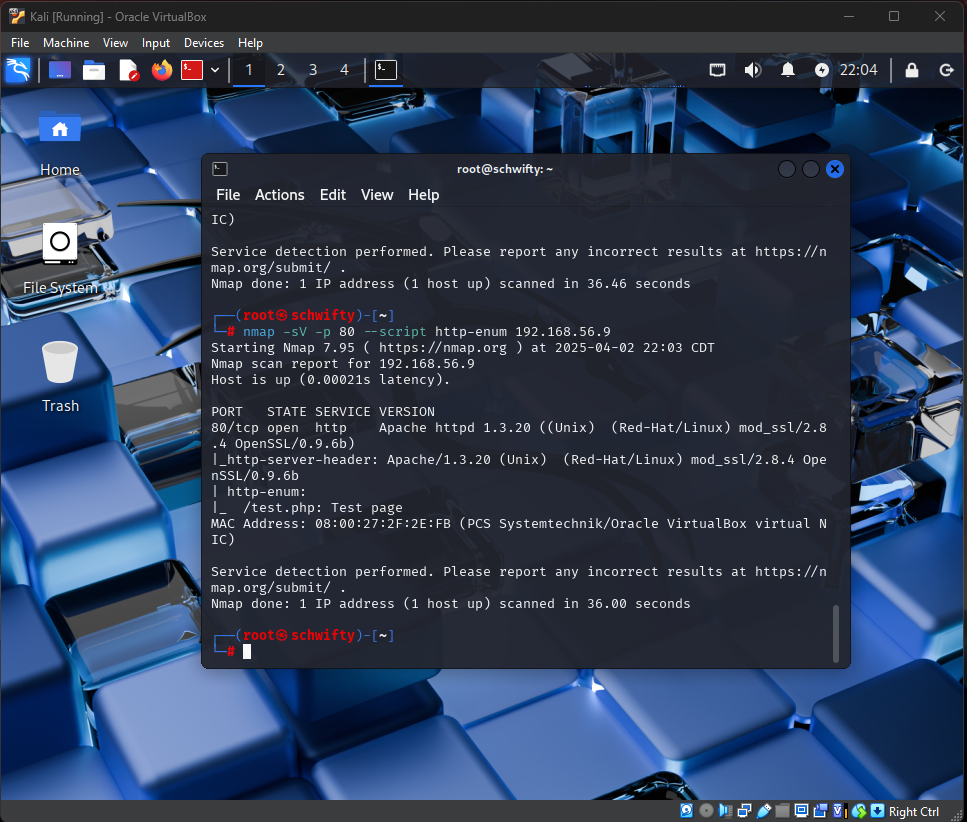 Kali [Running] - Oracle VirtualBox
File Machine View Input Devices Help
1 2 3 4 22:04
Home
File System
Trash
root@schwifty: ~
File Actions Edit View Help
IC)
Service detection performed. Please report any incorrect results at https://n
map.org/submit/ .
Nmap done: 1 IP address (1 host up) scanned in 36.46 seconds
┌──(root㉿schwifty)-[~]
└─# nmap -sV -p 80 --script http-enum 192.168.56.9
Starting Nmap 7.95 ( https://nmap.org ) at 2025-04-02 22:03 CDT
Nmap scan report for 192.168.56.9
Host is up (0.00021s latency).
PORT   STATE SERVICE VERSION
80/tcp open  http    Apache httpd 1.3.20 ((Unix)  (Red-Hat/Linux) mod_ssl/2.8
.4 OpenSSL/0.9.6b)
|_http-server-header: Apache/1.3.20 (Unix)  (Red-Hat/Linux) mod_ssl/2.8.4 Ope
nSSL/0.9.6b
| http-enum:
|_  /test.php: Test page
MAC Address: 08:00:27:2F:2E:FB (PCS Systemtechnik/Oracle VirtualBox virtual N
IC)
Service detection performed. Please report any incorrect results at https://n
map.org/submit/ .
Nmap done: 1 IP address (1 host up) scanned in 36.00 seconds
┌──(root㉿schwifty)-[~]
└─#
Right Ctrl